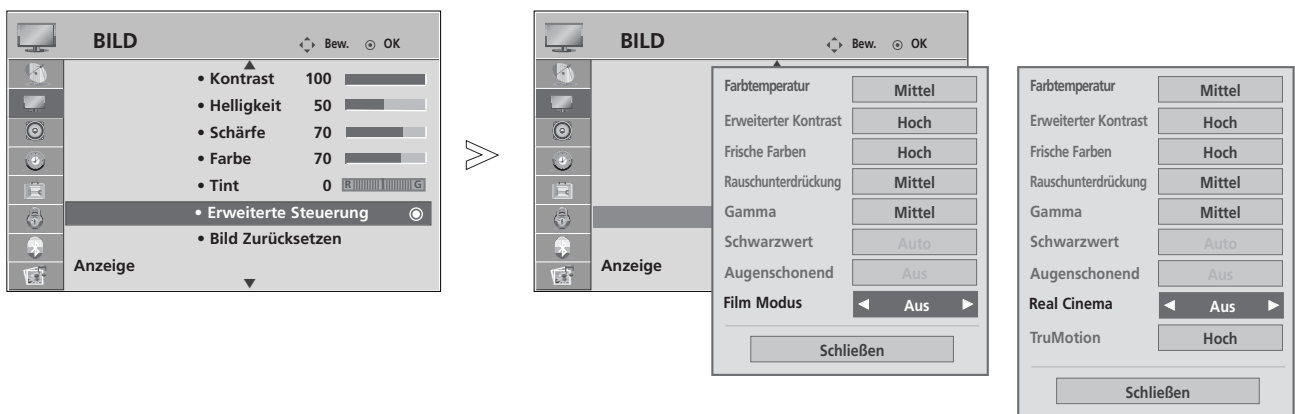 BILD
Bew. OK
• Kontrast 100
• Helligkeit 50
• Schärfe 70
• Farbe 70
• Tint 0 R G
• Erweiterte Steuerung
• Bild Zurücksetzen
Anzeige
BILD
Bew. OK
Anzeige
Farbtemperatur Mittel
Erweiterter Kontrast Hoch
Frische Farben Hoch
Rauschunterdrückung Mittel
Gamma Mittel
Schwarzwert Auto
Augenschonend Aus
Film Modus Aus
Schließen
Farbtemperatur Mittel
Erweiterter Kontrast Hoch
Frische Farben Hoch
Rauschunterdrückung Mittel
Gamma Mittel
Schwarzwert Auto
Augenschonend Aus
Real Cinema Aus
TruMotion Hoch
Schließen